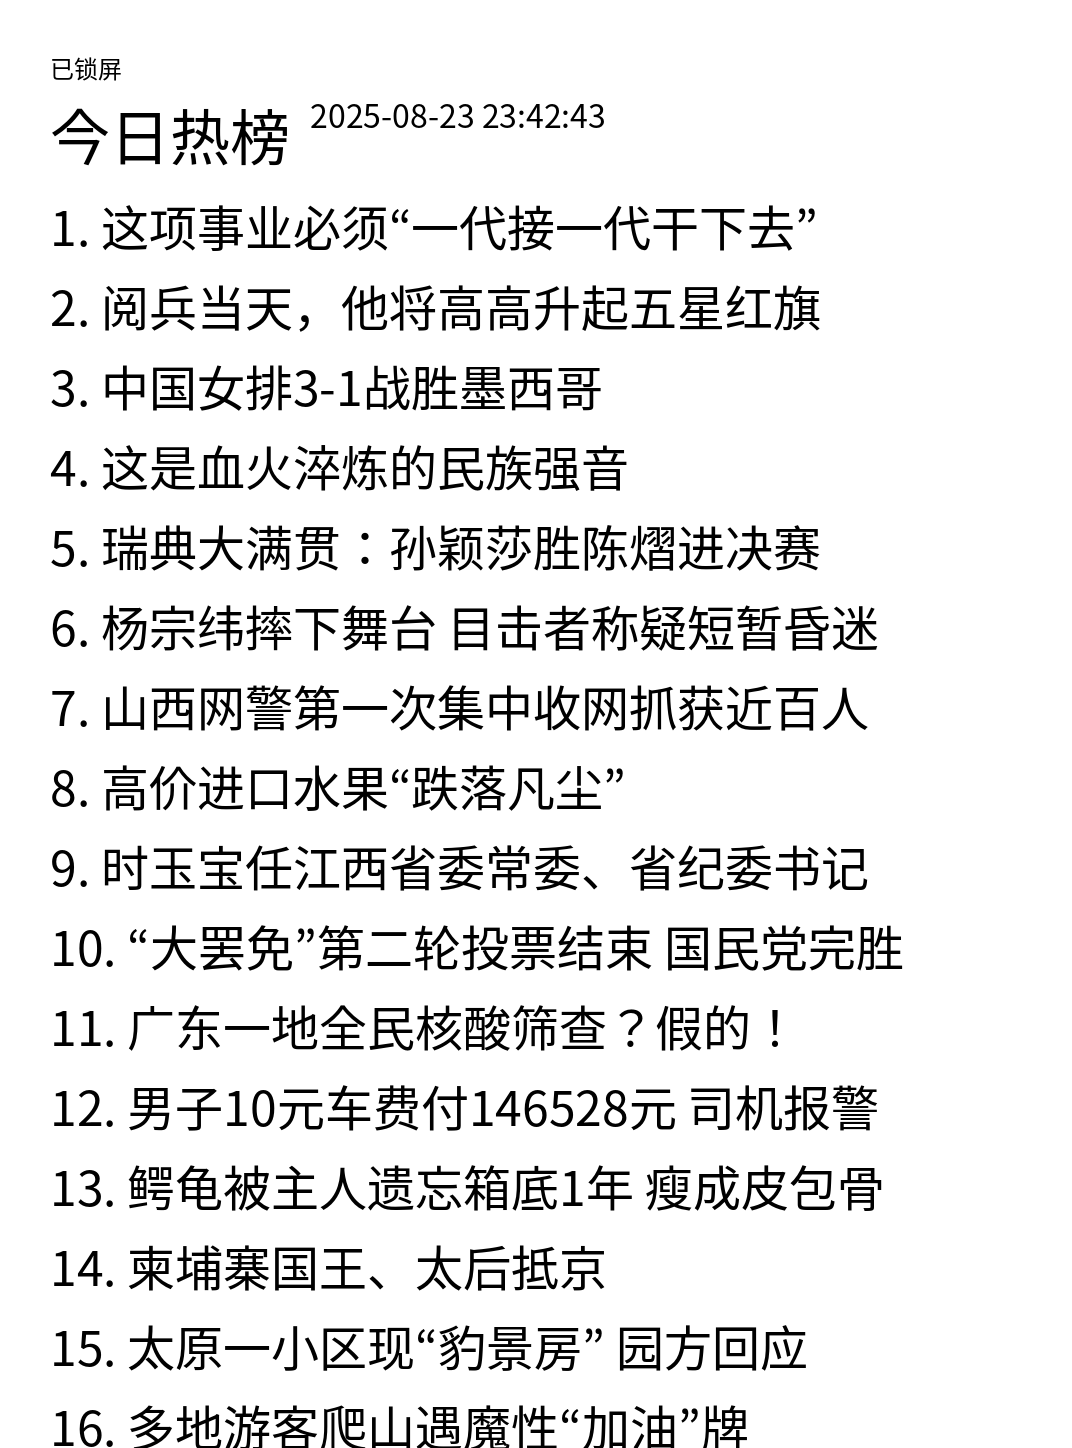 已锁屏
今日热榜 2025-08-23 23:42:43
1. 这项事业必须“一代接一代干下去”
2. 阅兵当天，他将高高升起五星红旗
3. 中国女排3-1战胜墨西哥
4. 这是血火淬炼的民族强音
5. 瑞典大满贯：孙颖莎胜陈熠进决赛
6. 杨宗纬摔下舞台 目击者称疑短暂昏迷
7. 山西网警第一次集中收网抓获近百人
8. 高价进口水果“跌落凡尘”
9. 时玉宝任江西省委常委、省纪委书记
10. “大罢免”第二轮投票结束 国民党完胜
11. 广东一地全民核酸筛查？假的！
12. 男子10元车费付146528元 司机报警
13. 鳄龟被主人遗忘箱底1年 瘦成皮包骨
14. 柬埔寨国王、太后抵京
15. 太原一小区现“豹景房” 园方回应
16. 多地游客爬山遇魔性“加油”牌